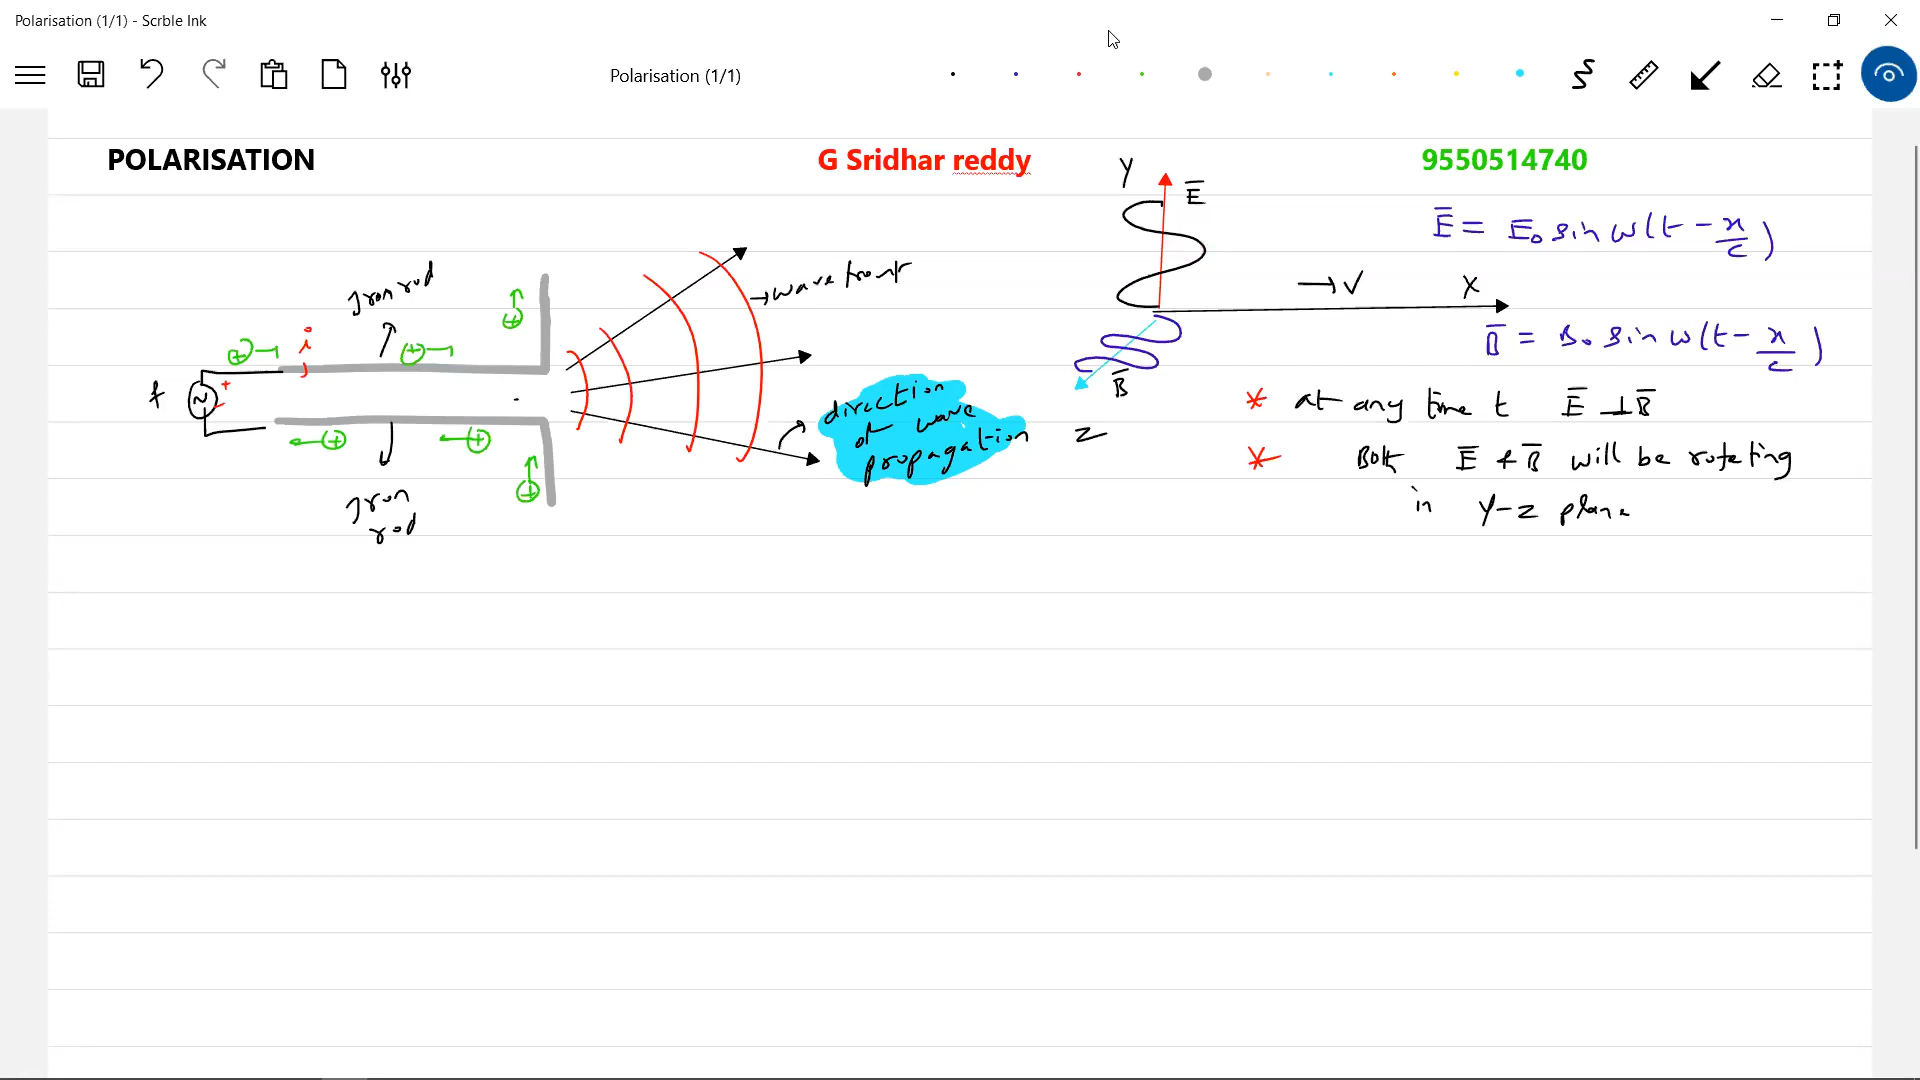 Polarisation (1/1) - Scrble Ink
Polarisation (1/1)
POLARISATION
G Sridhar reddy
9550514740
Y
E̅
E̅ = E₀ sin w(t - x/c)
Iron rod
→ wave front
→ V
X
i
B̅ = B₀ sin w(t - x/c)
f
+
-
direction
of wave
propagation
B̅
Z
* at any time t E̅ ⊥ B̅
* Both E̅ & B̅ will be rotating
in Y-Z plane
Iron
rod